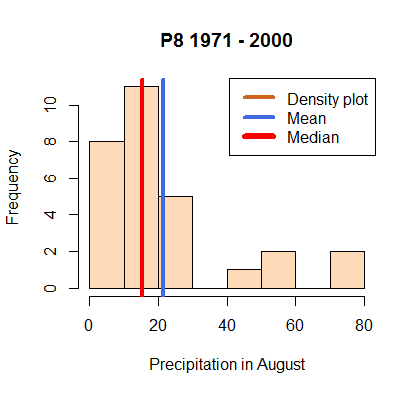 P8 1971 - 2000
Density plot
Mean
Median
Frequency
10
8
6
4
2
0
0 20 40 60 80
Precipitation in August